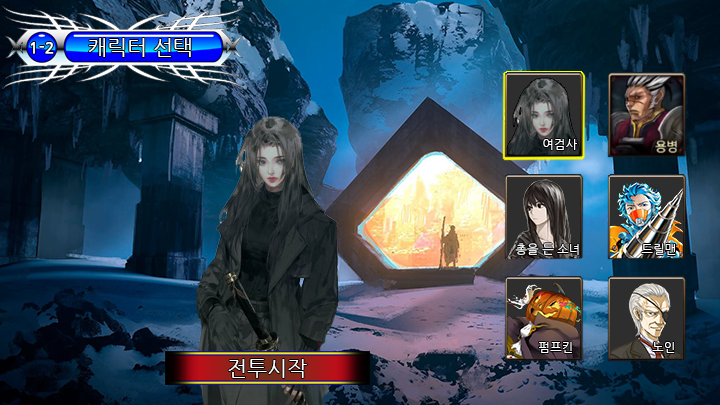 1-2 캐릭터 선택
여검사
용병
총을 든 소녀
드릴맨
펌프킨
노인
전투시작